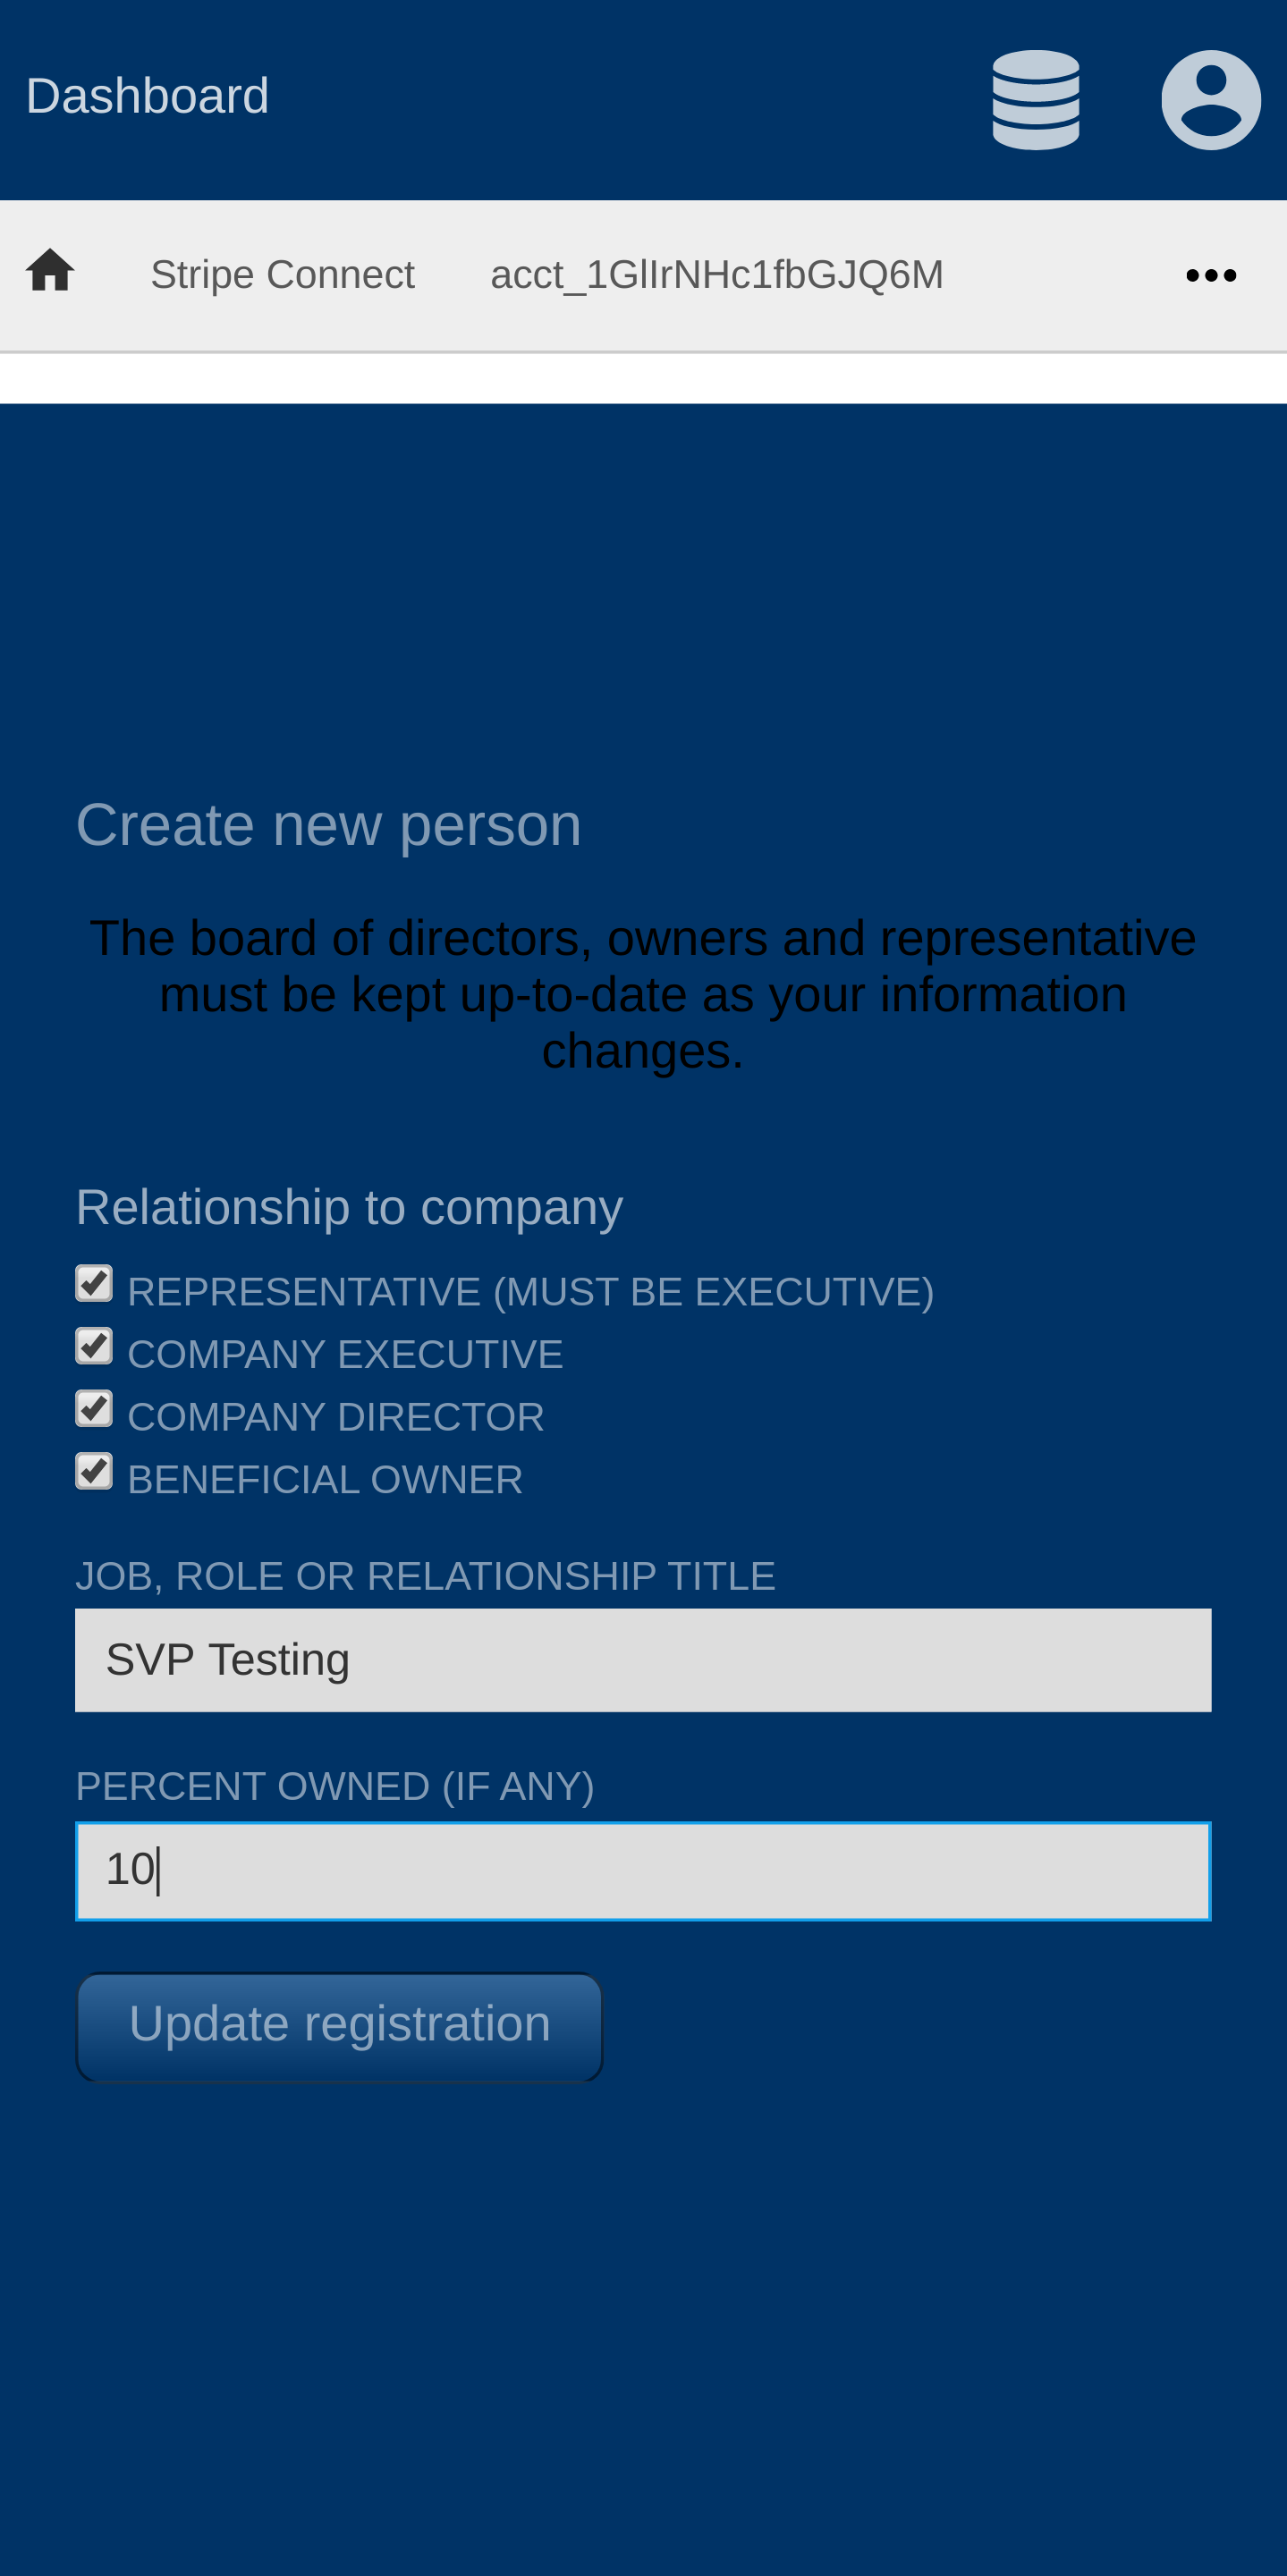 Dashboard
Stripe Connect acct_1GlIrNHc1fbGJQ6M
Create new person
The board of directors, owners and representative
must be kept up-to-date as your information
changes.
Relationship to company
REPRESENTATIVE (MUST BE EXECUTIVE)
COMPANY EXECUTIVE
COMPANY DIRECTOR
BENEFICIAL OWNER
JOB, ROLE OR RELATIONSHIP TITLE
SVP Testing
PERCENT OWNED (IF ANY)
10
Update registration